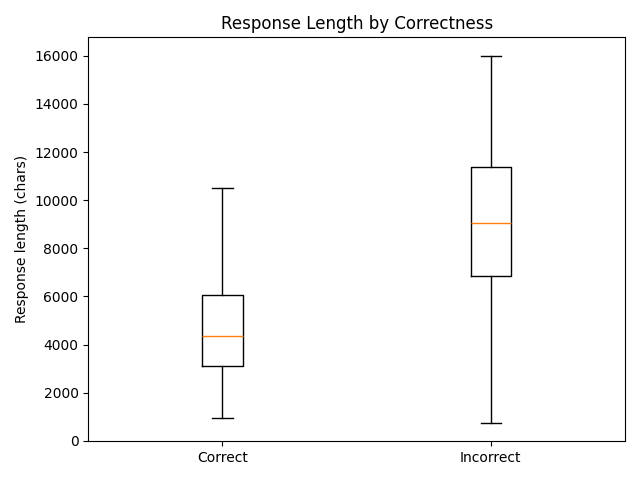 Response Length by Correctness
Response length (chars)
16000
14000
12000
10000
8000
6000
4000
2000
0
Correct
Incorrect